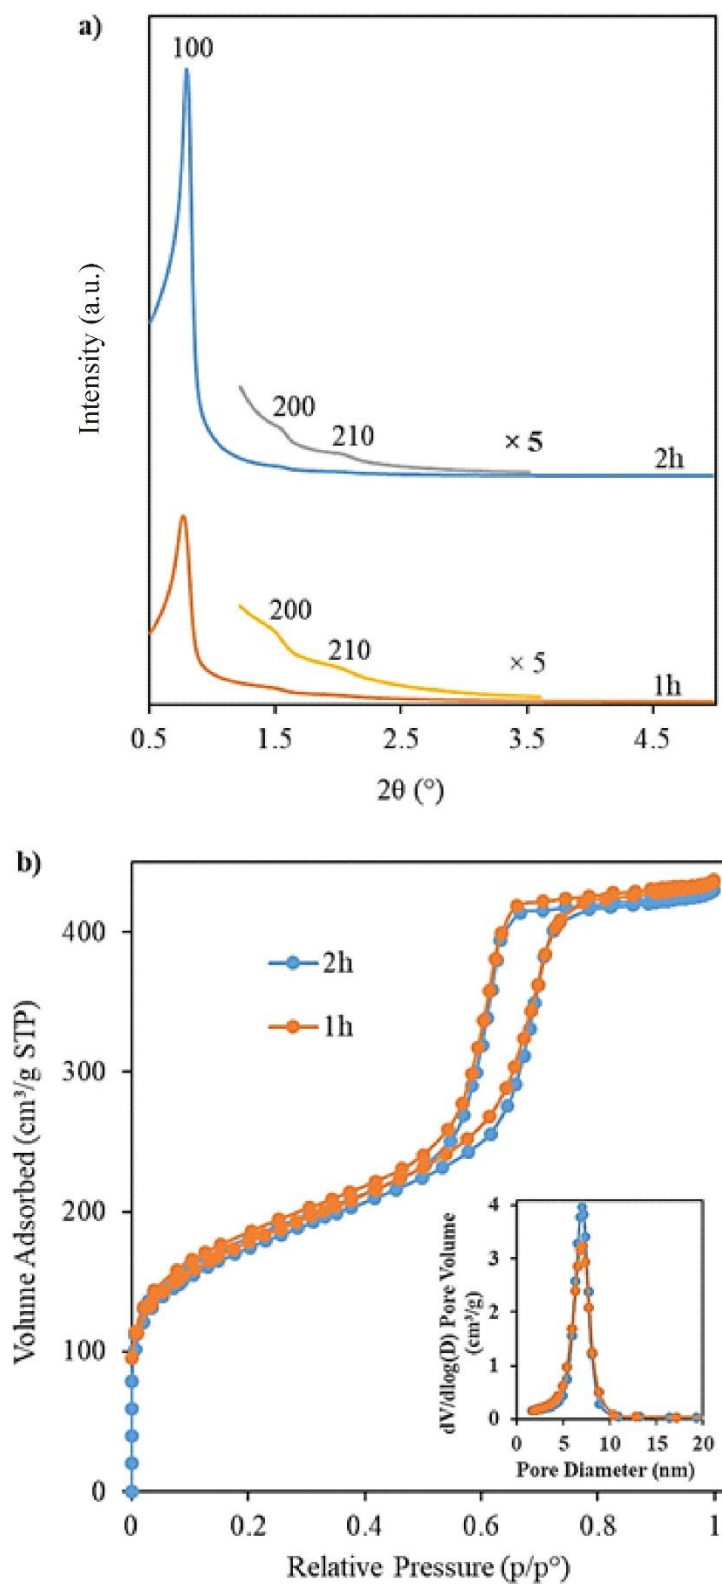 a)
100
Intensity (a.u.)
200
210
× 5
2h
200
210
× 5
1h
0.5 1.5 2.5 3.5 4.5
2θ (°)
b)
Volume Adsorbed (cm³/g STP)
400
300
200
100
0
2h
1h
dV/dlog(D) Pore Volume
(cm³/g)
4
3
2
1
0
0 5 10 15 20
Pore Diameter (nm)
0 0.2 0.4 0.6 0.8 1
Relative Pressure (p/p°)